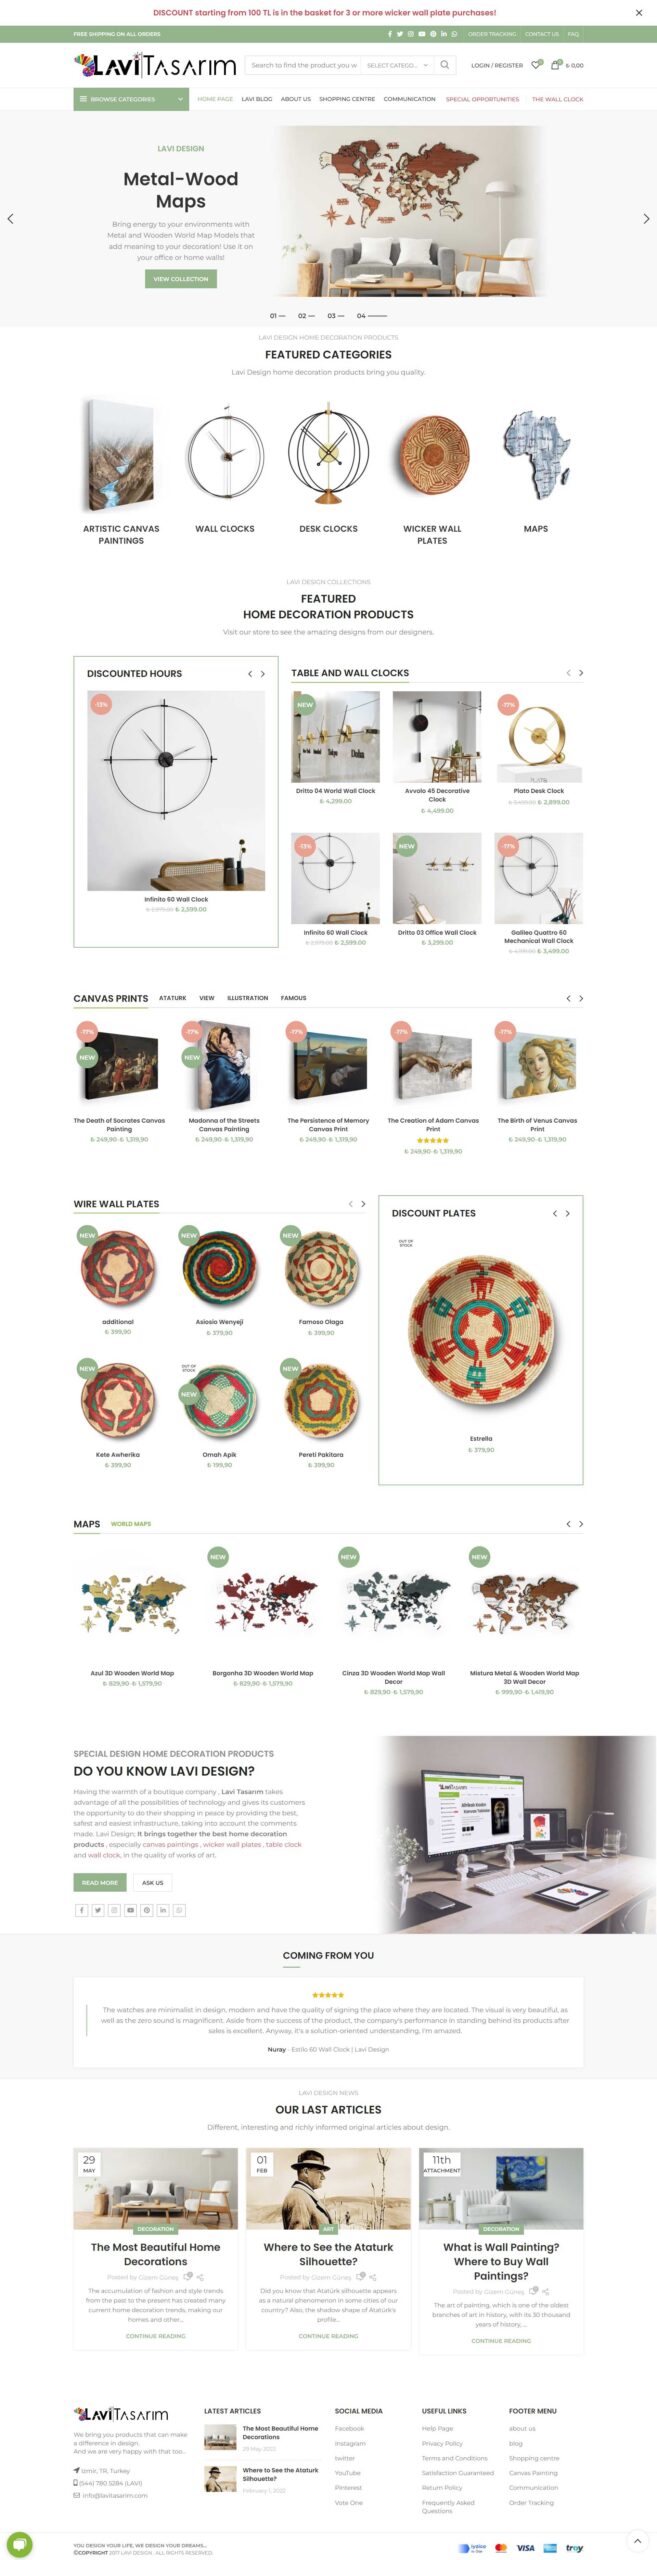 DISCOUNT starting from 100 TL is in the basket for 3 or more wicker wall plate purchases!
FREE SHIPPING ON ALL ORDERS
ORDER TRACKING CONTACT US FAQ
LAVI TASARIM
Search to find the product you w
SELECT CATEGO...
LOGIN / REGISTER
0
0
₺ 0,00
BROWSE CATEGORIES
HOME PAGE LAVI BLOG ABOUT US SHOPPING CENTRE COMMUNICATION SPECIAL OPPORTUNITIES THE WALL CLOCK
LAVI DESIGN
Metal-Wood
Maps
Bring energy to your environments with
Metal and Wooden World Map Models that
add meaning to your decoration! Use it on
your office or home walls!
VIEW COLLECTION
01 02 03 04
LAVI DESIGN HOME DECORATION PRODUCTS
FEATURED CATEGORIES
Lavi Design home decoration products bring you quality.
ARTISTIC CANVAS
PAINTINGS
WALL CLOCKS
DESK CLOCKS
WICKER WALL
PLATES
MAPS
LAVI DESIGN COLLECTIONS
FEATURED
HOME DECORATION PRODUCTS
Visit our store to see the amazing designs from our designers.
DISCOUNTED HOURS
-13%
Infinito 60 Wall Clock
₺ 2,975.00 ₺ 2,599.00
TABLE AND WALL CLOCKS
NEW
Doha
Dritto 04 World Wall Clock
₺ 4,299.00
Avvolo 45 Decorative
Clock
₺ 4,499.00
-17%
PLATO
Plato Desk Clock
₺ 3,499.00 ₺ 2,899.00
-13%
Infinito 60 Wall Clock
₺ 2,975.00 ₺ 2,599.00
NEW
Dritto 03 Office Wall Clock
₺ 3,299.00
-17%
Galileo Quattro 60
Mechanical Wall Clock
₺ 4,199.00 ₺ 3,499.00
CANVAS PRINTS ATATURK VIEW ILLUSTRATION FAMOUS
-17%
NEW
The Death of Socrates Canvas
Painting
₺ 249,90- ₺ 1,319,90
-17%
NEW
Madonna of the Streets
Canvas Painting
₺ 249,90- ₺ 1,319,90
-17%
The Persistence of Memory
Canvas Print
₺ 249,90- ₺ 1,319,90
-17%
The Creation of Adam Canvas
Print
₺ 249,90- ₺ 1,319,90
-17%
The Birth of Venus Canvas
Print
₺ 249,90- ₺ 1,319,90
WIRE WALL PLATES
NEW
additional
₺ 399,90
NEW
Asiosio Wenyeji
₺ 379,90
NEW
Famoso Olaga
₺ 399,90
NEW
Kete Awherika
₺ 399,90
OUT OF
STOCK
NEW
Omah Apik
₺ 199,90
NEW
Pereti Pakitara
₺ 399,90
DISCOUNT PLATES
OUT OF
STOCK
Estrella
₺ 379,90
MAPS WORLD MAPS
Azul 3D Wooden World Map
₺ 829,90- ₺ 1,579,90
NEW
Borgonha 3D Wooden World Map
₺ 829,90- ₺ 1,579,90
NEW
Cinza 3D Wooden World Map Wall
Decor
₺ 829,90- ₺ 1,579,90
NEW
Mistura Metal & Wooden World Map
3D Wall Decor
₺ 999,90- ₺ 1,419,90
SPECIAL DESIGN HOME DECORATION PRODUCTS
DO YOU KNOW LAVI DESIGN?
Having the warmth of a boutique company , Lavi Tasarım takes
advantage of all the possibilities of technology and gives its customers
the opportunity to do their shopping in peace by providing the best,
safest and easiest infrastructure, taking into account the comments
made. Lavi Design; It brings together the best home decoration
products , especially canvas paintings , wicker wall plates , table clock
and wall clock, in the quality of works of art.
READ MORE
ASK US
COMING FROM YOU
The watches are minimalist in design, modern and have the quality of signing the place where they are located. The visual is very beautiful, as
well as the zero sound is magnificent. Aside from the success of the product, the company's performance in standing behind its products after
sales is excellent. Anyway, it's a solution-oriented understanding, I'm amazed.
Nuray - Estilo 60 Wall Clock | Lavi Design
LAVI DESIGN NEWS
OUR LAST ARTICLES
Different, interesting and richly informed original articles about design.
29
MAY
DECORATION
The Most Beautiful Home
Decorations
Posted by Gizem Güneş
The accumulation of fashion and style trends
from the past to the present has created many
current home decoration trends, making our
homes and other...
CONTINUE READING
01
FEB
ART
Where to See the Ataturk
Silhouette?
Posted by Gizem Güneş
Did you know that Atatürk silhouette appears
as a natural phenomenon in some cities of our
country? Also, the shadow shape of Atatürk's
profile...
CONTINUE READING
11th
ATTACHMENT
DECORATION
What is Wall Painting?
Where to Buy Wall
Paintings?
Posted by Gizem Güneş
The art of painting, which is one of the oldest
branches of art in history, with its 30 thousand
years of history, ...
CONTINUE READING
LAVI TASARIM
We bring you products that can make
a difference in design.
And we are very happy with that too...
Izmir, TR, Turkey
(544) 780 5284 (LAVI)
info@lavitasarim.com
LATEST ARTICLES
The Most Beautiful Home
Decorations
29 May 2022
Where to See the Ataturk
Silhouette?
February 1, 2022
SOCIAL MEDIA
Facebook
Instagram
twitter
YouTube
Pinterest
Vote One
USEFUL LINKS
Help Page
Privacy Policy
Terms and Conditions
Satisfaction Guaranteed
Return Policy
Frequently Asked
Questions
FOOTER MENU
about us
blog
Shopping centre
Canvas Painting
Communication
Order Tracking
YOU DESIGN YOUR LIFE, WE DESIGN YOUR DREAMS...
©COPYRIGHT 2017 LAVI DESIGN . ALL RIGHTS RESERVED.
iyzico ile Öde
VISA
troy